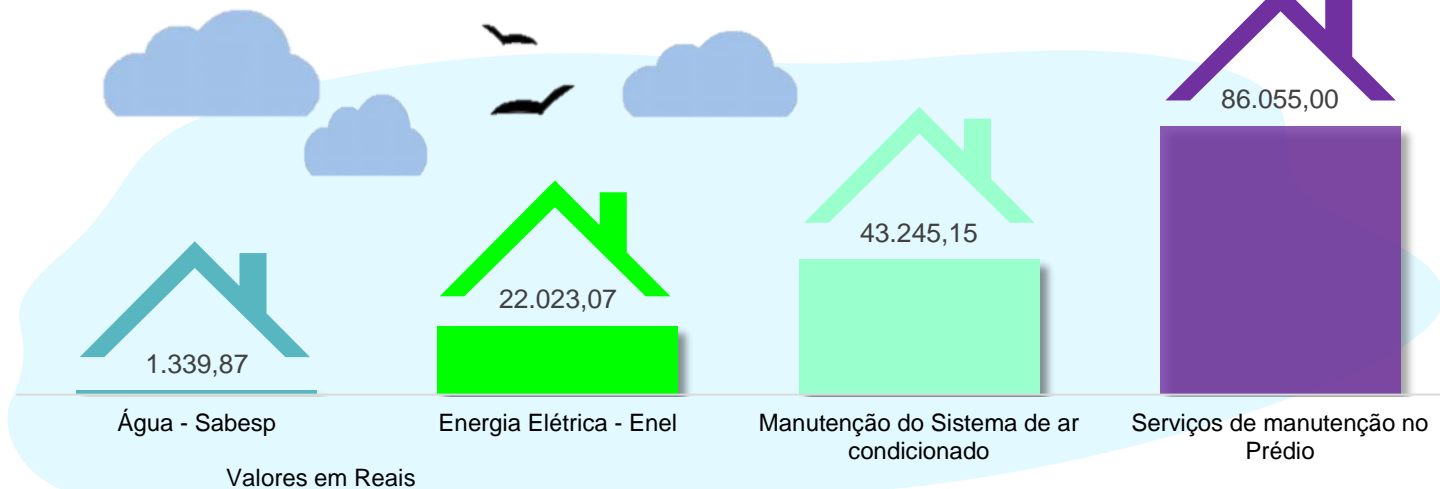 86.055,00
43.245,15
22.023,07
1.339,87
Água - Sabesp
Energia Elétrica - Enel
Manutenção do Sistema de ar
condicionado
Serviços de manutenção no
Prédio
Valores em Reais